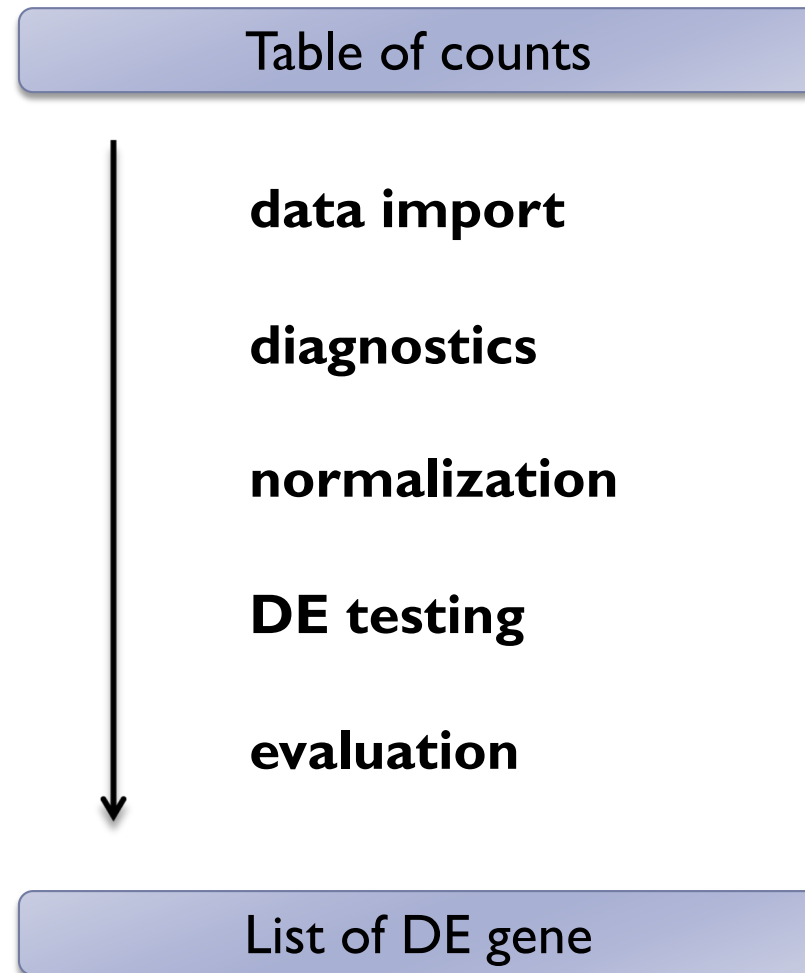 Table of counts
data import
diagnostics
normalization
DE testing
evaluation
List of DE gene